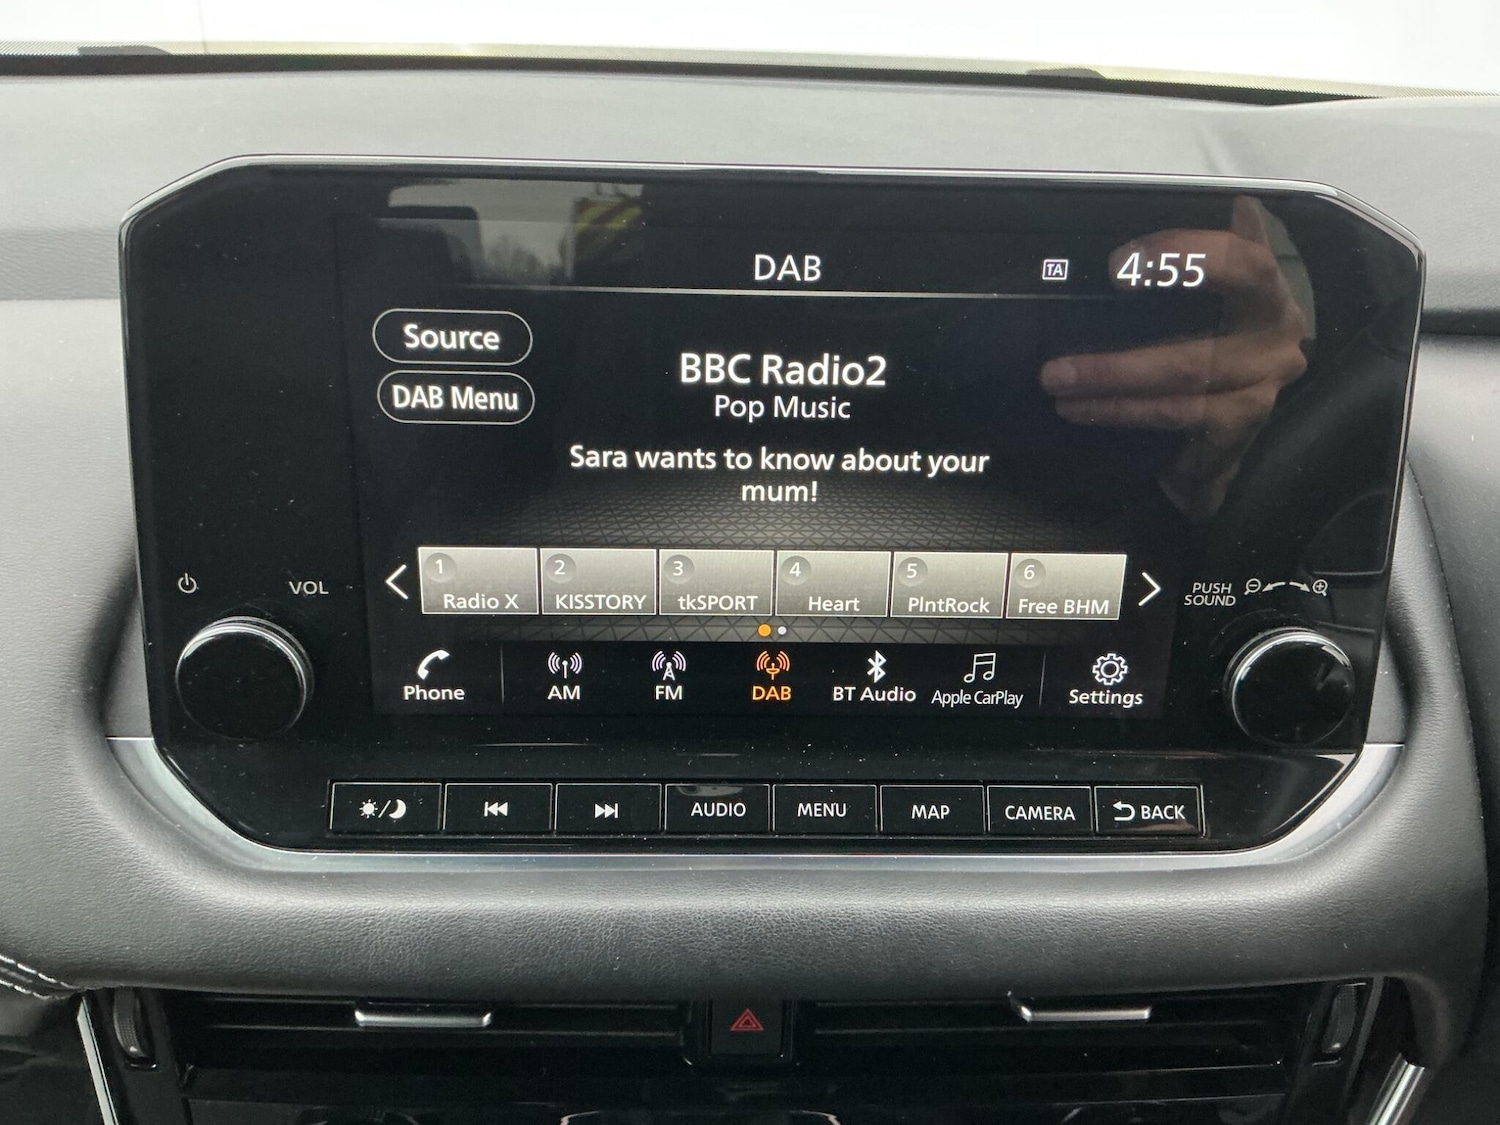 DAB
TA
4:55
Source
DAB Menu
BBC Radio2
Pop Music
Sara wants to know about your
mum!
1
Radio X
2
KISSTORY
3
tkSPORT
4
Heart
5
PlntRock
6
Free BHM
VOL
PUSH
SOUND
Phone
AM
FM
DAB
BT Audio
Apple CarPlay
Settings
AUDIO
MENU
MAP
CAMERA
BACK